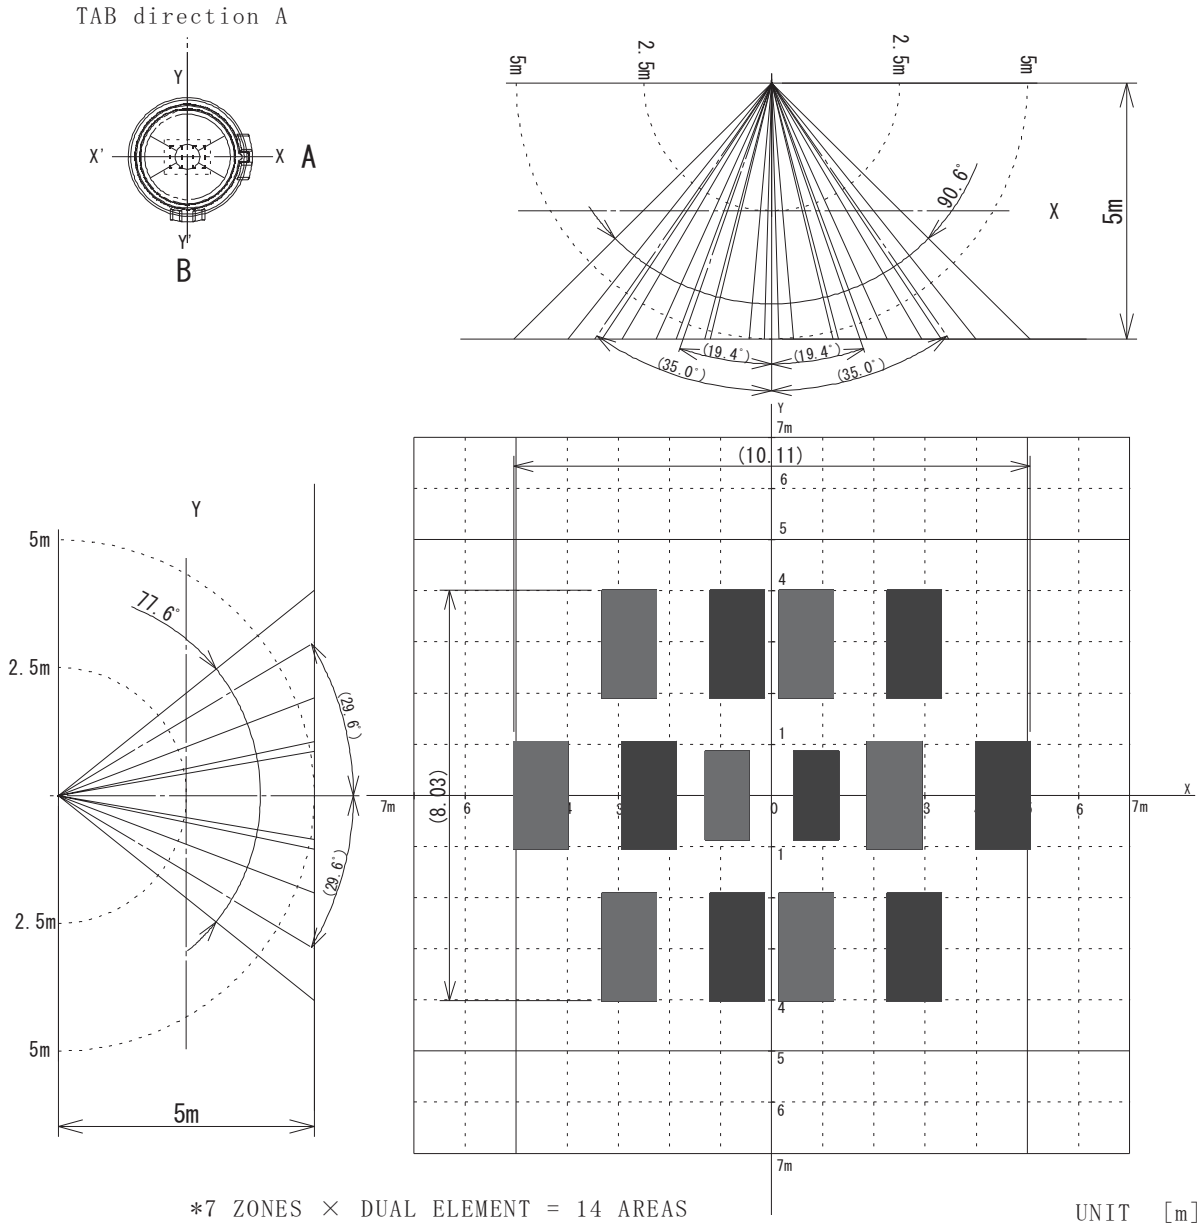 TAB direction A
Y
X'
X
A
Y'
B
5m
2.5m
2.5m
5m
90.6°
X
5m
(19.4°)
(19.4°)
(35.0°)
(35.0°)
Y
7m
(10.11)
6
5
4
1
Y
5m
77.6°
2.5m
(29.6°)
(8.03)
7m
6
4
3
0
3
6
7m
X
1
(29.6°)
2.5m
4
5m
5
6
5m
7m
*7 ZONES × DUAL ELEMENT = 14 AREAS
UNIT [m]